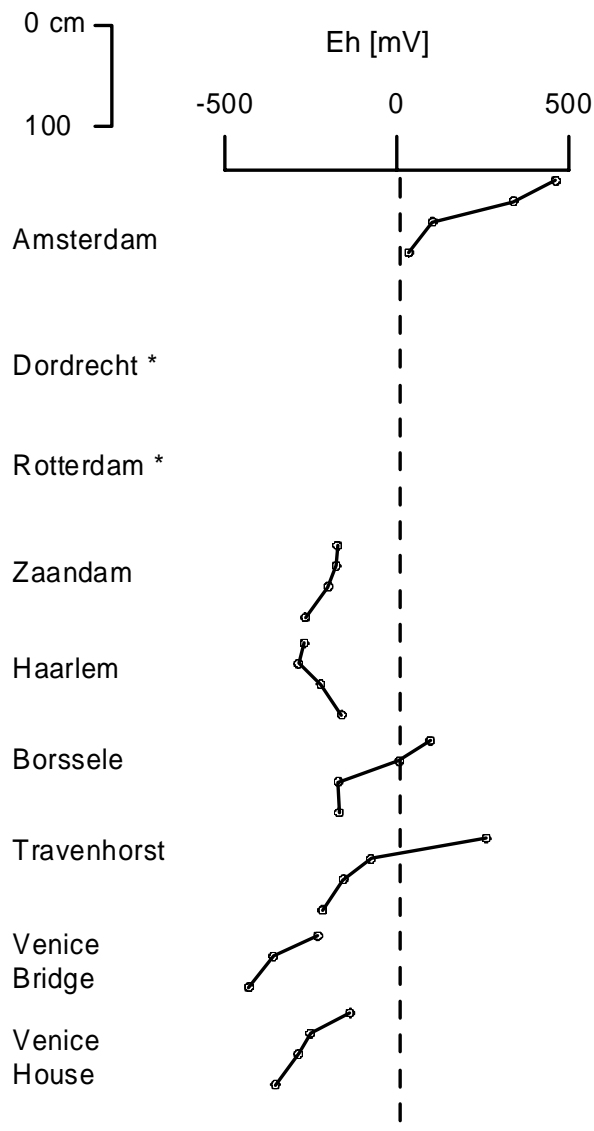 0 cm
Eh [mV]
-500 0 500
100
Amsterdam
Dordrecht *
Rotterdam *
Zaandam
Haarlem
Borssele
Travenhorst
Venice
Bridge
Venice
House